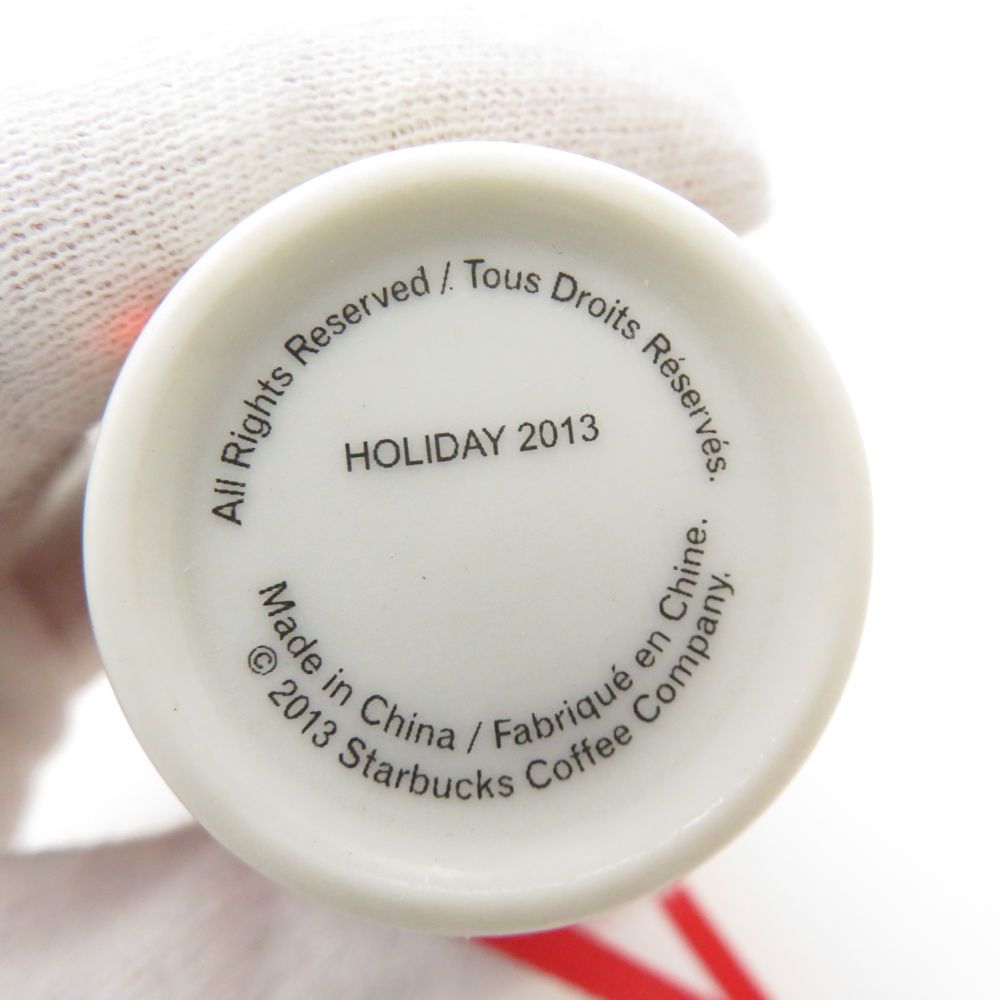 All Rights Reserved / Tous Droits Réservés.
HOLIDAY 2013
Made in China / Fabriqué en Chine.
© 2013 Starbucks Coffee Company,